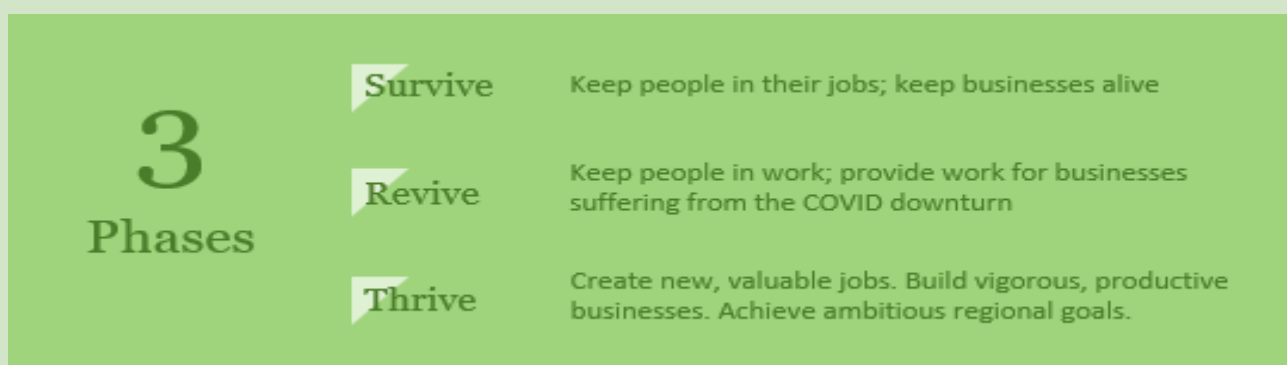 3
Phases
Survive
Keep people in their jobs; keep businesses alive
Revive
Keep people in work; provide work for businesses
suffering from the COVID downturn
Thrive
Create new, valuable jobs. Build vigorous, productive
businesses. Achieve ambitious regional goals.